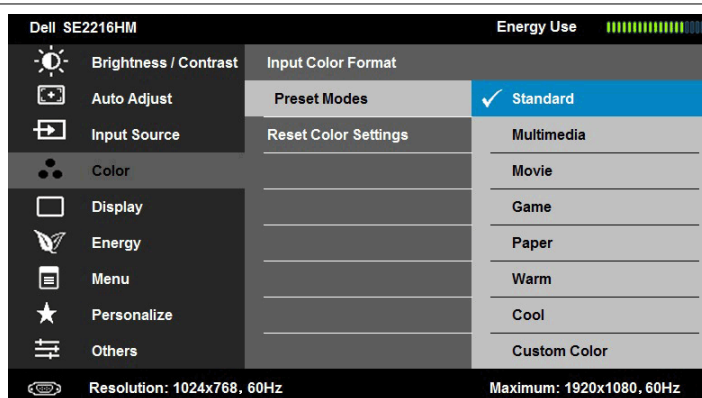 Dell SE2216HM Energy Use
Brightness / Contrast Input Color Format
Auto Adjust Preset Modes Standard
Input Source Reset Color Settings Multimedia
Color Movie
Display Game
Energy Paper
Menu Warm
Personalize Cool
Others Custom Color
Resolution: 1024x768, 60Hz Maximum: 1920x1080, 60Hz